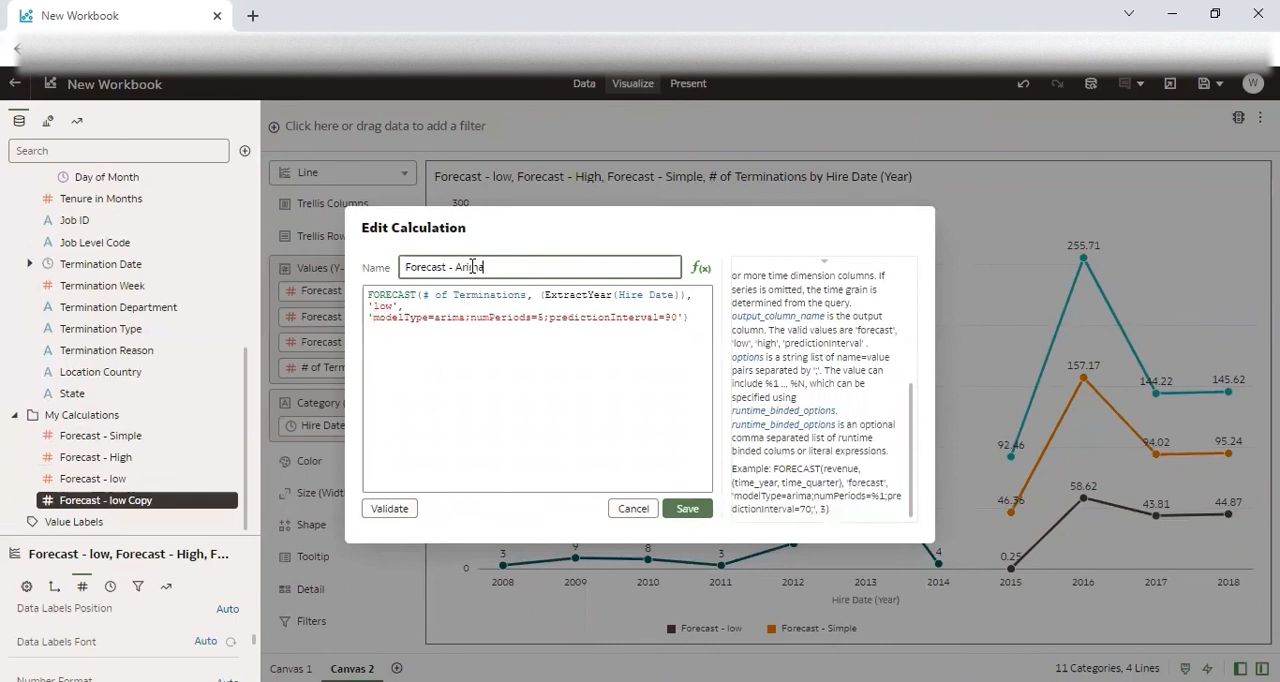 New Workbook
New Workbook
Data
Visualize
Present
W
Search
Day of Month
Tenure in Months
Job ID
Job Level Code
Termination Date
Termination Week
Termination Department
Termination Type
Termination Reason
Location Country
State
My Calculations
Forecast - Simple
Forecast - High
Forecast - low
Forecast - low Copy
Value Labels
Forecast - low, Forecast - High, F...
Data Labels Position
Auto
Data Labels Font
Auto
Number Format
Auto
Click here or drag data to add a filter
Line
Trellis Columns
Trellis Row
Values (Y-
Forecast
Forecast
Forecast
# of Term
Category (
Hire Date
Color
Size (Widt
Shape
Tooltip
Detail
Filters
Forecast - low, Forecast - High, Forecast - Simple, # of Terminations by Hire Date (Year)
300
Edit Calculation
Name
Forecast - Arima
f(x)
FORECAST(# of Terminations, (ExtractYear(Hire Date)),
'low',
'modelType=arima;numPeriods=5;predictionInterval=90')
or more time dimension columns. If
series is omitted, the time grain is
determined from the query.
output_column_name is the output
column. The valid values are 'forecast',
'low', 'high', 'predictionInterval' .
options is a string list of name=value
pairs separated by ';'. The value can
include %1 ... %N, which can be
specified using
runtime_binded_options.
runtime_binded_options is an optional
comma separated list of runtime
binded colums or literal expressions.
Example: FORECAST(revenue,
(time_year, time_quarter), 'forecast',
'modelType=arima;numPeriods=%1;pre
dictionInterval=70;', 3)
Validate
Cancel
Save
255.71
157.17
144.22
145.62
92.46
94.02
95.24
46.36
58.62
43.81
44.87
0.25
3
9
8
3
4
0
2008
2009
2010
2011
2012
2013
2014
2015
2016
2017
2018
Hire Date (Year)
Forecast - low
Forecast - Simple
Canvas 1
Canvas 2
11 Categories, 4 Lines